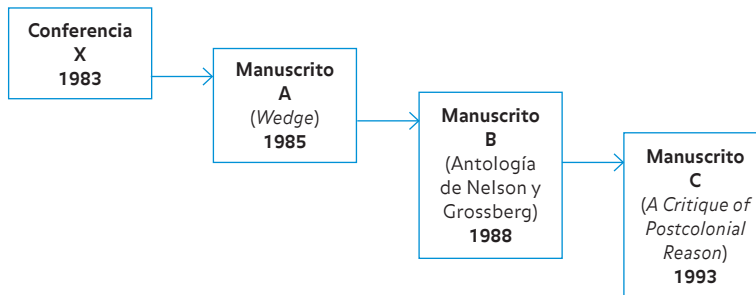 Conferencia
X
1983
Manuscrito
A
(Wedge)
1985
Manuscrito
B
(Antología
de Nelson y
Grossberg)
1988
Manuscrito
C
(A Critique of
Postcolonial
Reason)
1993